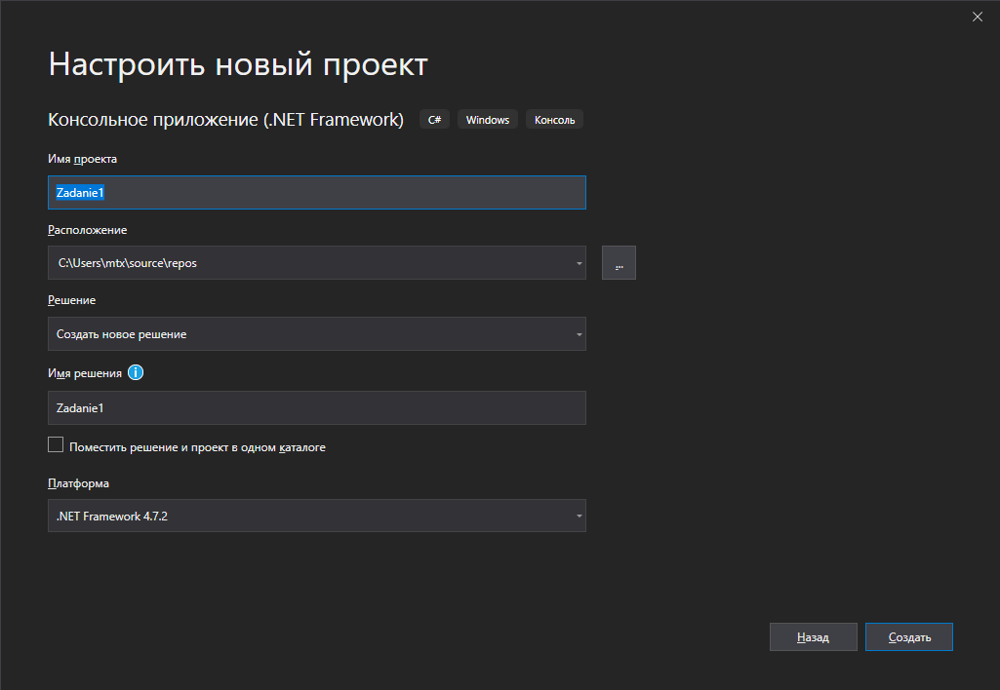 Настроить новый проект
Консольное приложение (.NET Framework) C# Windows Консоль
Имя проекта
Zadanie1
Расположение
C:\Users\mtx\source\repos
...
Решение
Создать новое решение
Имя решения
Zadanie1
Поместить решение и проект в одном каталоге
Платформа
.NET Framework 4.7.2
Назад Создать